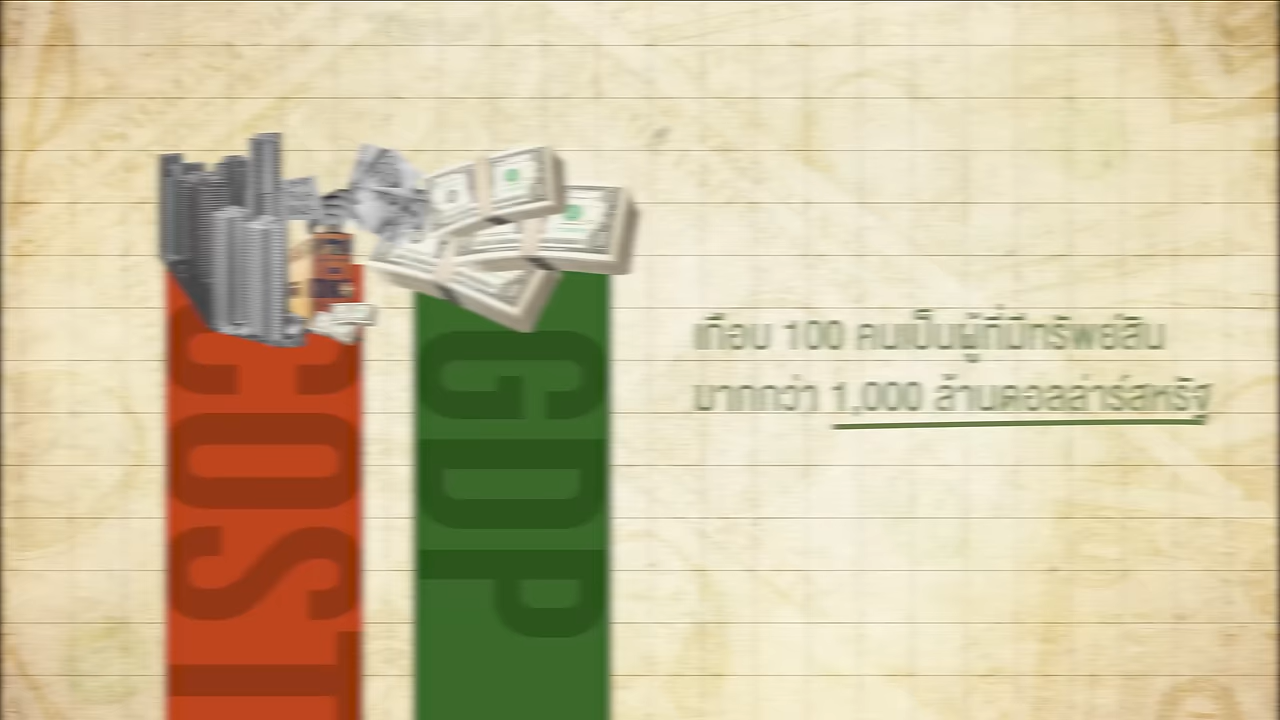 COST
GDP
เกือบ 100 คนเป็นผู้ที่มีทรัพย์สิน
มากกว่า 1,000 ล้านดอลล่าร์สหรัฐ